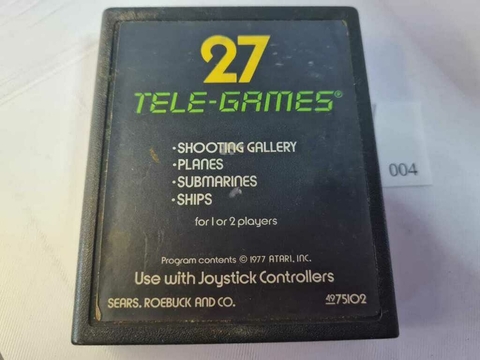 27
TELE-GAMES®
•SHOOTING GALLERY
•PLANES
•SUBMARINES
•SHIPS
for 1 or 2 players
004
Program contents © 1977 ATARI, INC.
Use with Joystick Controllers
SEARS, ROEBUCK AND CO.
4975102